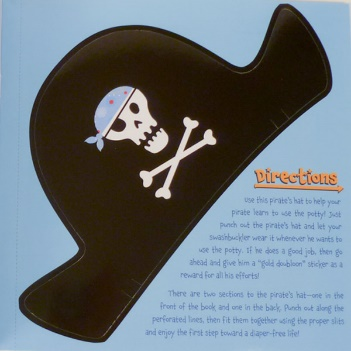 Directions
Use this pirate's hat to help your
pirate learn to use the potty! Just
punch out the pirate's hat and let your
swashbuckler wear it whenever he wants to
use the potty. If he does a good job, then go
ahead and give him a "gold doubloon" sticker as a
reward for all his efforts!
There are two sections to the pirate's hat—one in the
front of the book and one in the back. Punch out along the
perforated lines, then fit them together using the proper slits
and enjoy the first step toward a diaper-free life!